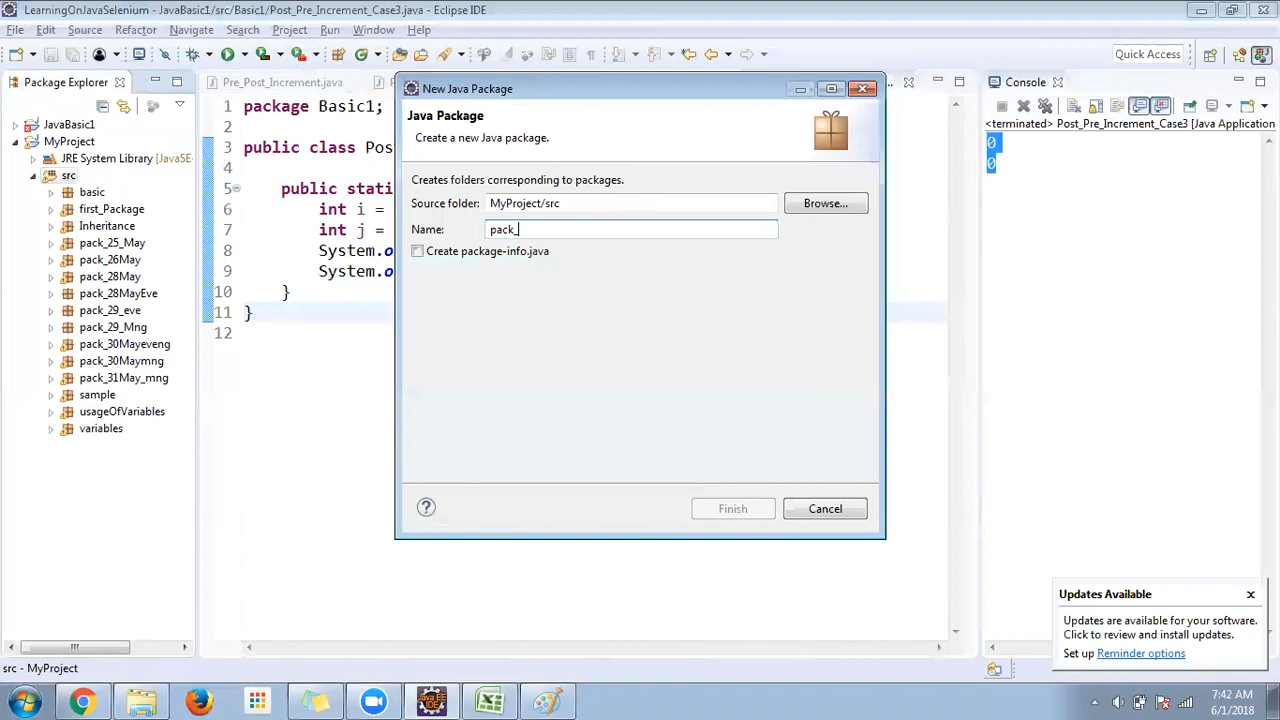 LearningOnJavaSelenium - JavaBasic1/src/Basic1/Post_Pre_Increment_Case3.java - Eclipse IDE
File Edit Source Refactor Navigate Search Project Run Window Help
Quick Access
Package Explorer
Pre_Post_Increment.java
Console
<terminated> Post_Pre_Increment_Case3 [Java Application
0
0
JavaBasic1
MyProject
JRE System Library [JavaSE-
src
basic
first_Package
Inheritance
pack_25_May
pack_26May
pack_28May
pack_28MayEve
pack_29_eve
pack_29_Mng
pack_30Mayeveng
pack_30Maymng
pack_31May_mng
sample
usageOfVariables
variables
1 package Basic1;
2
3 public class Pos
4
5 public stati
6 int i =
7 int j =
8 System.o
9 System.o
10 }
11 }
12
New Java Package
Java Package
Create a new Java package.
Creates folders corresponding to packages.
Source folder: MyProject/src Browse...
Name: pack_
Create package-info.java
? Finish Cancel
Updates Available
Updates are available for your software.
Click to review and install updates.
Set up Reminder options
src - MyProject
Java EE
IDE
7:42 AM
6/1/2018